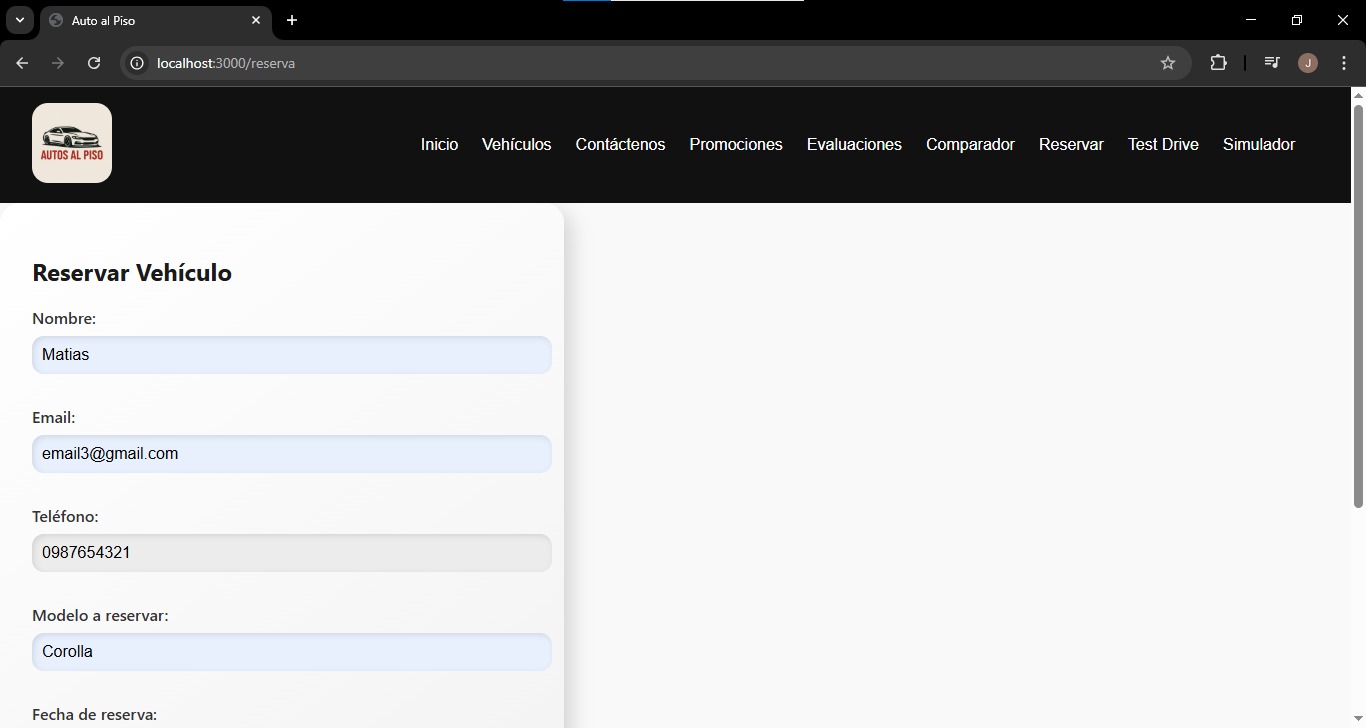 Auto al Piso
localhost:3000/reserva
J
AUTOS AL PISO
Inicio Vehículos Contáctenos Promociones Evaluaciones Comparador Reservar Test Drive Simulador
Reservar Vehículo
Nombre:
Matias
Email:
email3@gmail.com
Teléfono:
0987654321
Modelo a reservar:
Corolla
Fecha de reserva: